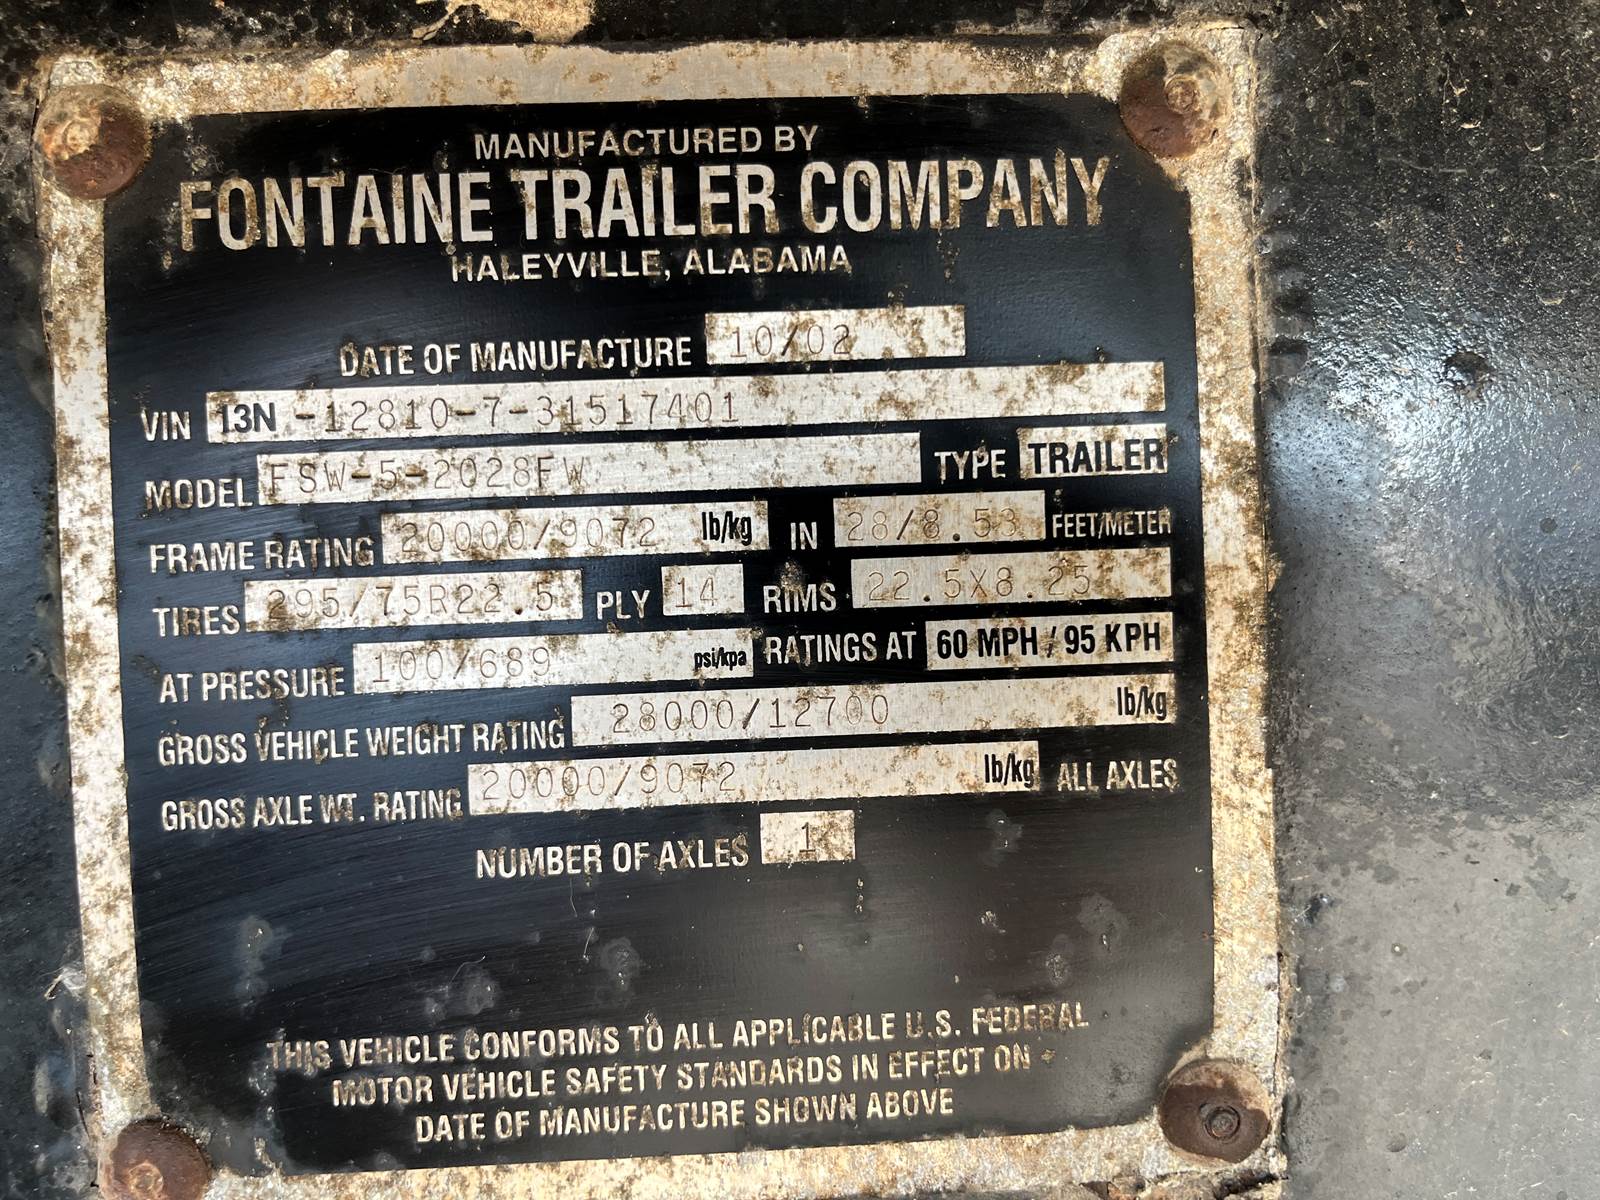 MANUFACTURED BY
FONTAINE TRAILER COMPANY
HALEYVILLE, ALABAMA
DATE OF MANUFACTURE 10/02
VIN 13N -12810-7-31517401
MODEL FSW-5-2028FW TYPE TRAILER
FRAME RATING 20000/9072 lb/kg IN 28/8.53 FEET/METER
TIRES 295/75R22.5 PLY 14 RIMS 22.5X8.25
AT PRESSURE 100/689 psi/kpa RATINGS AT 60 MPH / 95 KPH
GROSS VEHICLE WEIGHT RATING 28000/12700 lb/kg
GROSS AXLE WT. RATING 20000/9072 lb/kg ALL AXLES
NUMBER OF AXLES 1
THIS VEHICLE CONFORMS TO ALL APPLICABLE U.S. FEDERAL
MOTOR VEHICLE SAFETY STANDARDS IN EFFECT ON
DATE OF MANUFACTURE SHOWN ABOVE